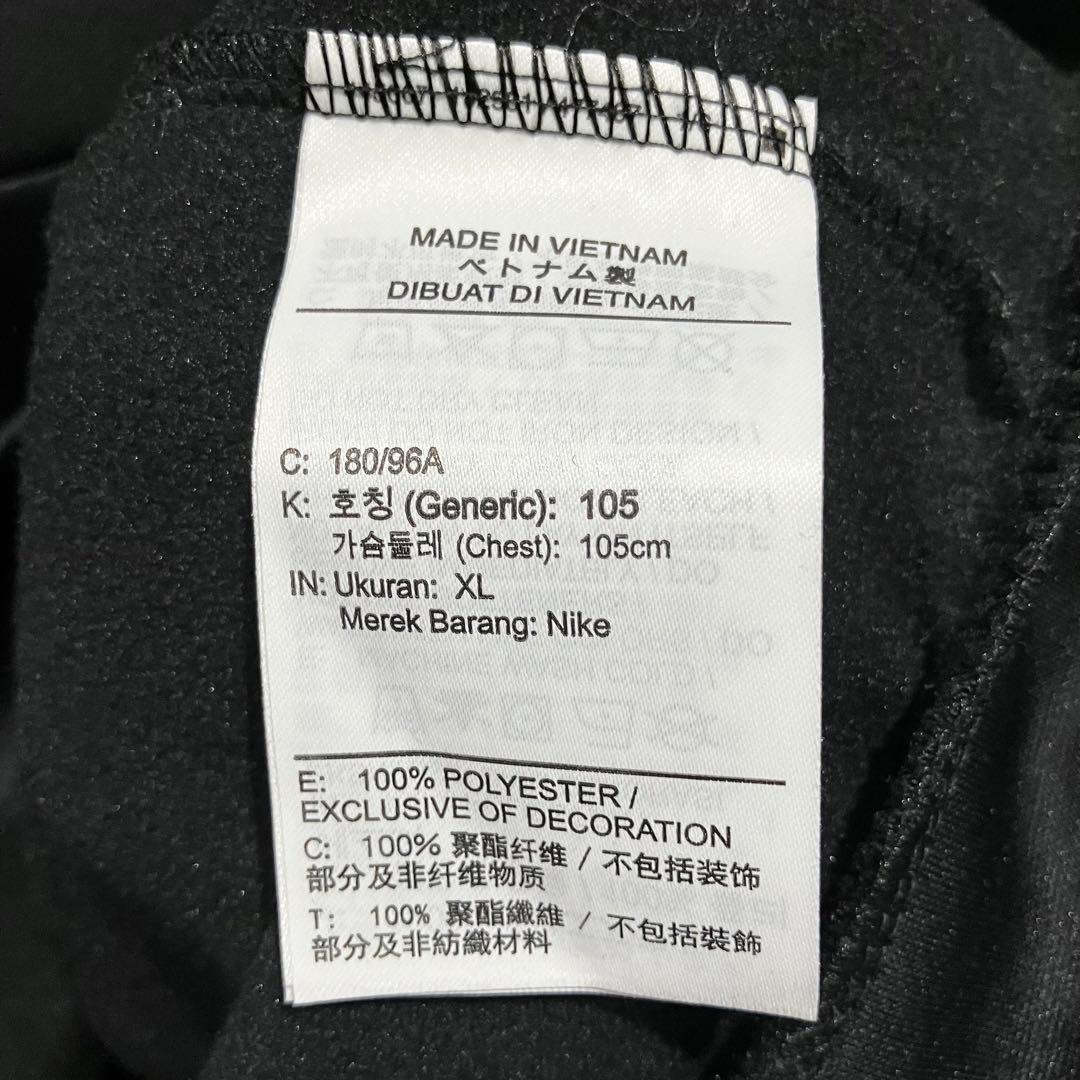 MADE IN VIETNAM
ベトナム製
DIBUAT DI VIETNAM
C: 180/96A
K: 호칭 (Generic): 105
가슴둘레 (Chest): 105cm
IN: Ukuran: XL
Merek Barang: Nike
E: 100% POLYESTER /
EXCLUSIVE OF DECORATION
C: 100% 聚酯纤维 / 不包括装饰
部分及非纤维物质
T: 100% 聚酯纖維 / 不包括裝飾
部分及非紡織材料